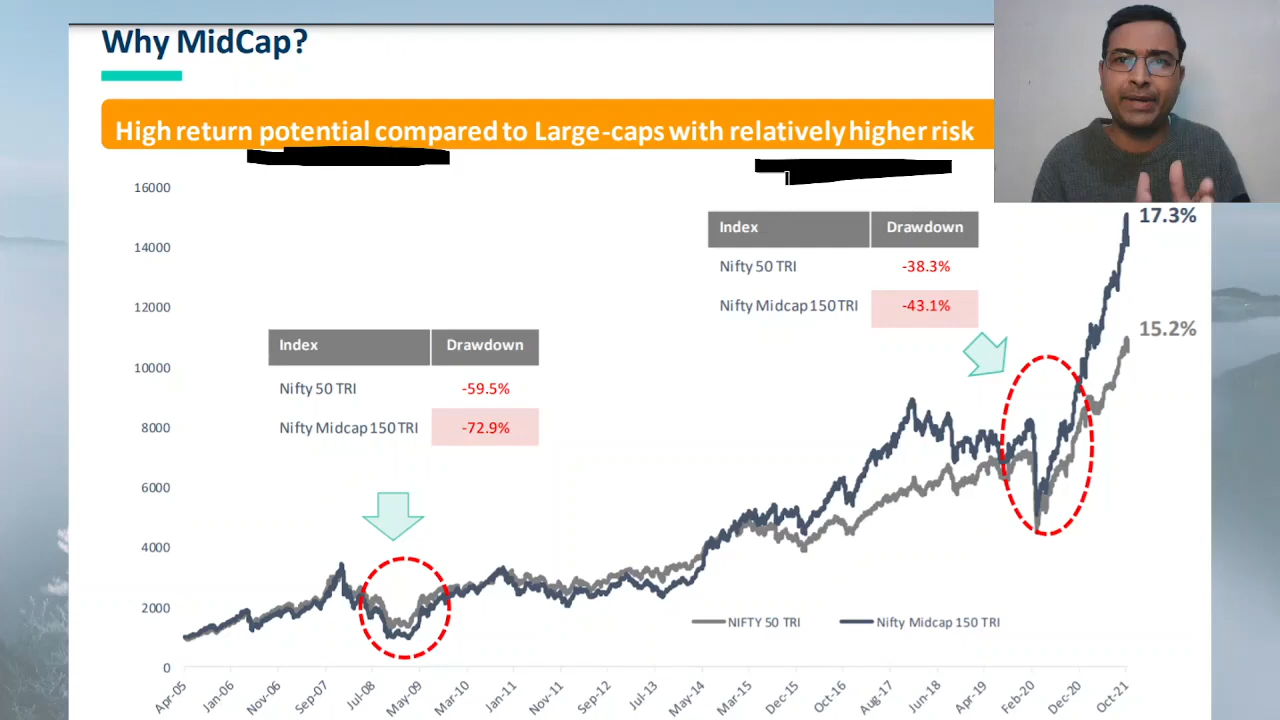 Why MidCap?
High return potential compared to Large-caps with relatively higher risk
16000
14000
12000
10000
8000
6000
4000
2000
0
Index Drawdown
Nifty 50 TRI -38.3%
Nifty Midcap 150 TRI -43.1%
17.3%
15.2%
Index Drawdown
Nifty 50 TRI -59.5%
Nifty Midcap 150 TRI -72.9%
NIFTY 50 TRI Nifty Midcap 150 TRI
Apr-05 Jan-06 Nov-06 Sep-07 Jul-08 May-09 Mar-10 Jan-11 Nov-11 Sep-12 Jul-13 May-14 Mar-15 Dec-15 Oct-16 Aug-17 Jun-18 Apr-19 Feb-20 Dec-20 Oct-21